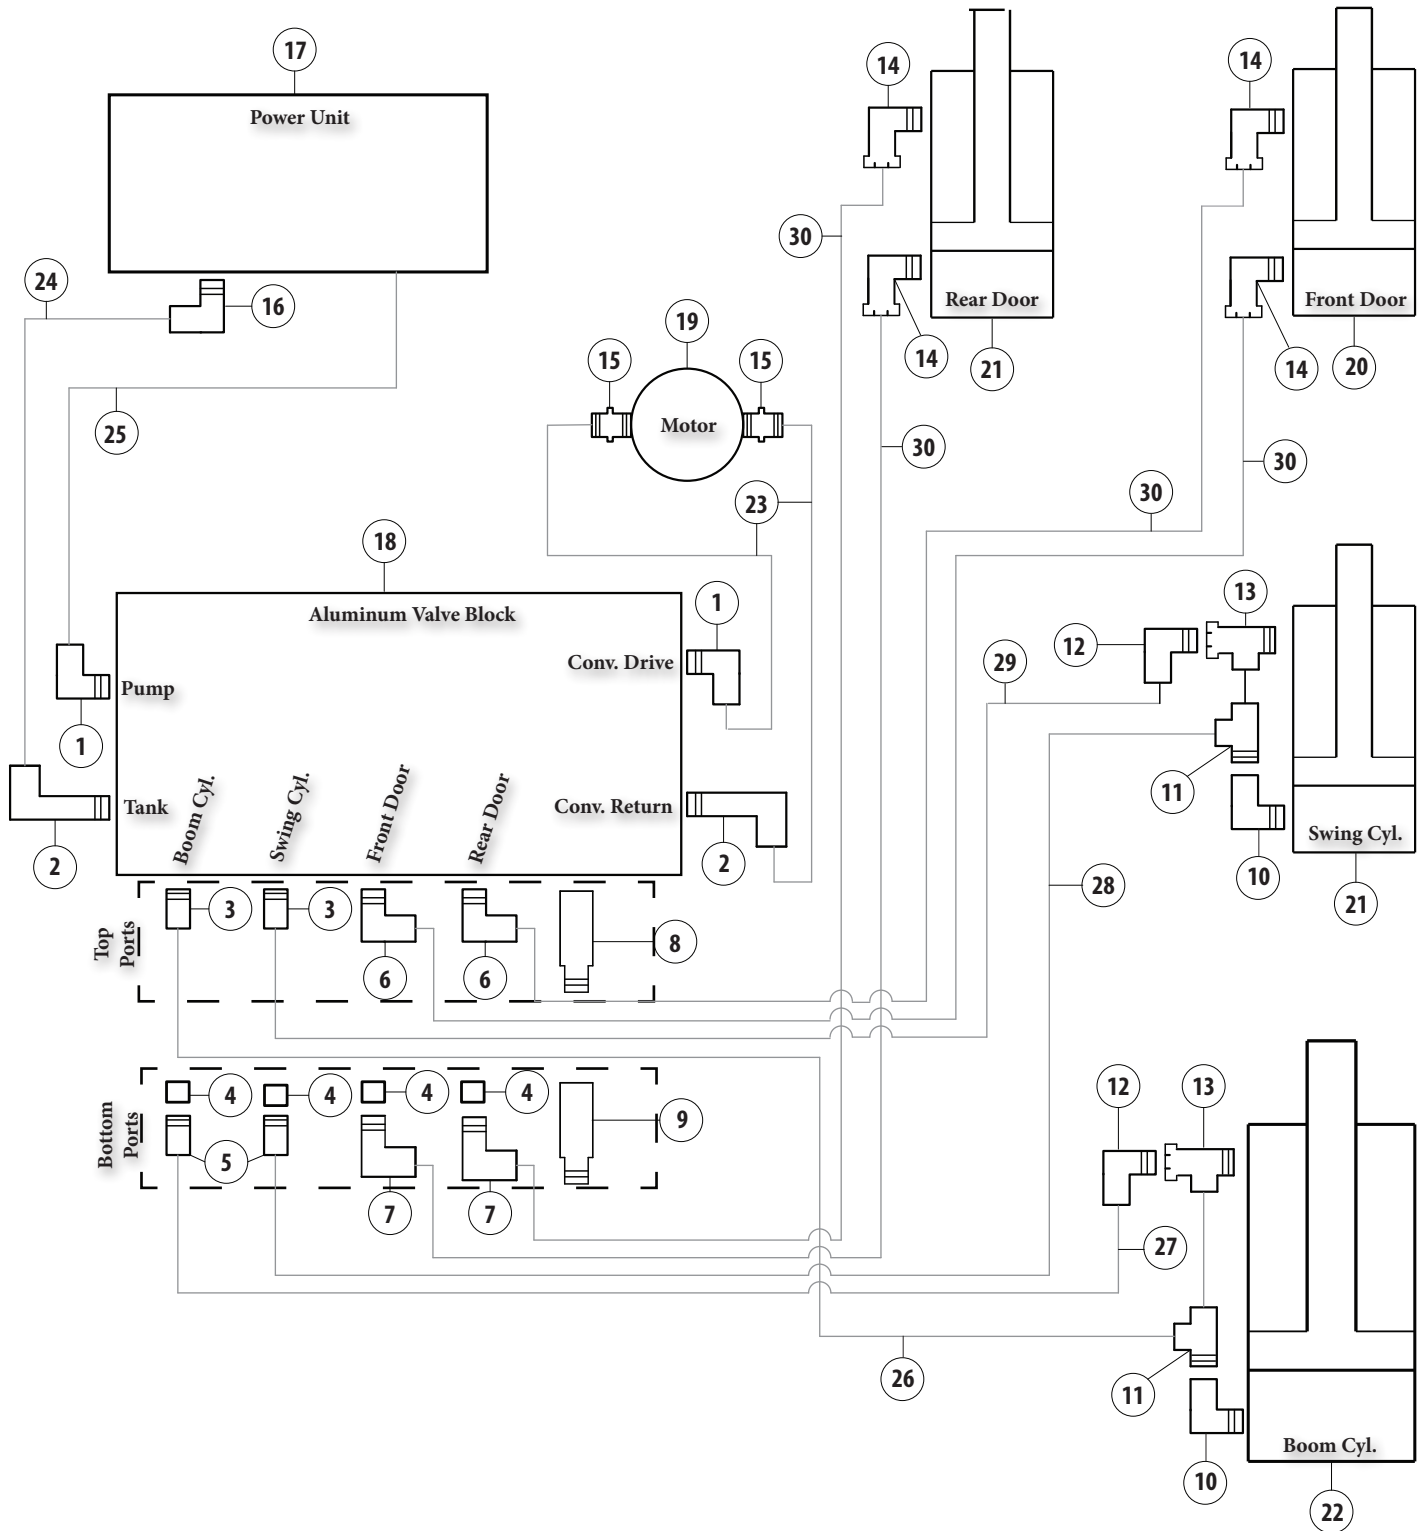 17
14
14
Power Unit
30
24
16
Rear Door
Front Door
19
15
15
14
21
14
20
25
Motor
30
30
23
30
18
13
1
12
Aluminum Valve Block
29
Conv. Drive
Pump
1
11
Tank
Boom Cyl.
Swing Cyl.
Front Door
Rear Door
Conv. Return
Swing Cyl.
2
2
10
28
21
3
3
Top
Ports
8
6
6
4
4
4
4
12
13
9
Bottom
Ports
5
7
7
27
26
11
Boom Cyl.
10
22